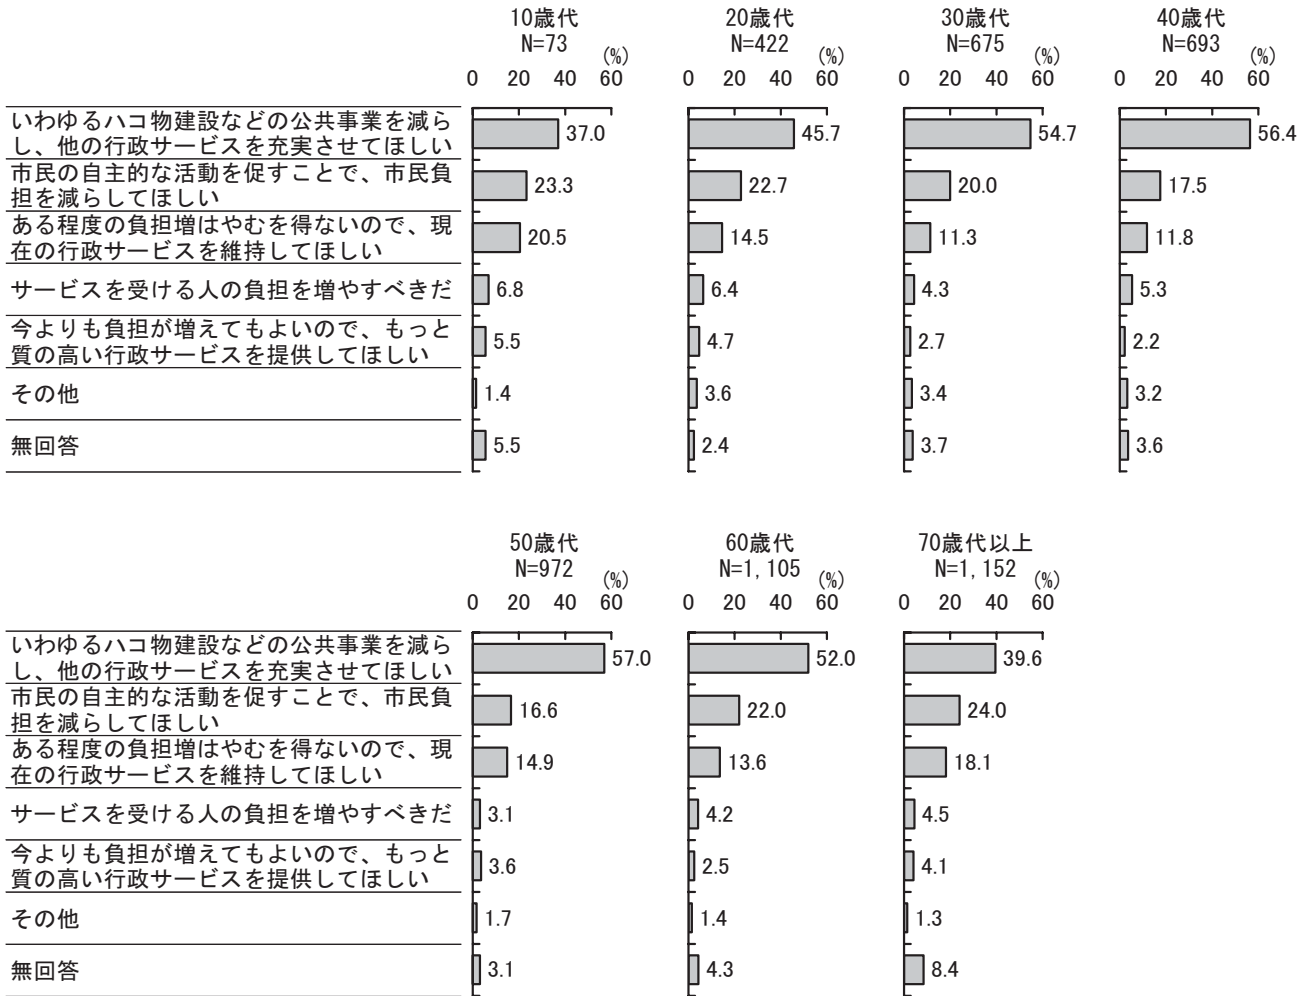 10歳代 20歳代 30歳代 40歳代
N=73 N=422 N=675 N=693
(%) (%) (%) (%)
0 20 40 60 0 20 40 60 0 20 40 60 0 20 40 60
いわゆるハコ物建設などの公共事業を減ら
し、他の行政サービスを充実させてほしい
37.0 45.7 54.7 56.4
市民の自主的な活動を促すことで、市民負
担を減らしてほしい
23.3 22.7 20.0 17.5
ある程度の負担増はやむを得ないので、現
在の行政サービスを維持してほしい
20.5 14.5 11.3 11.8
サービスを受ける人の負担を増やすべきだ 6.8 6.4 4.3 5.3
今よりも負担が増えてもよいので、もっと
質の高い行政サービスを提供してほしい
5.5 4.7 2.7 2.2
その他 1.4 3.6 3.4 3.2
無回答 5.5 2.4 3.7 3.6
50歳代 60歳代 70歳代以上
N=972 N=1,105 N=1,152
(%) (%) (%)
0 20 40 60 0 20 40 60 0 20 40 60
いわゆるハコ物建設などの公共事業を減ら
し、他の行政サービスを充実させてほしい
57.0 52.0 39.6
市民の自主的な活動を促すことで、市民負
担を減らしてほしい
16.6 22.0 24.0
ある程度の負担増はやむを得ないので、現
在の行政サービスを維持してほしい
14.9 13.6 18.1
サービスを受ける人の負担を増やすべきだ 3.1 4.2 4.5
今よりも負担が増えてもよいので、もっと
質の高い行政サービスを提供してほしい
3.6 2.5 4.1
その他 1.7 1.4 1.3
無回答 3.1 4.3 8.4